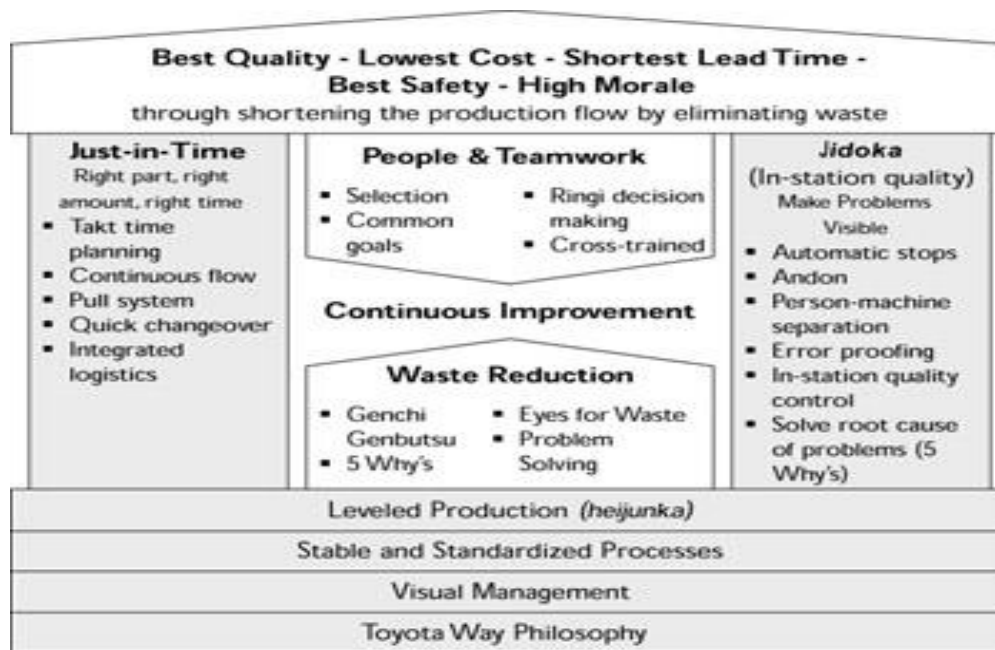 Best Quality - Lowest Cost - Shortest Lead Time -
Best Safety - High Morale
through shortening the production flow by eliminating waste
Just-in-Time
Right part, right
amount, right time
▪ Takt time
planning
▪ Continuous flow
▪ Pull system
▪ Quick changeover
▪ Integrated
logistics
People & Teamwork
▪ Selection
▪ Common
goals
▪ Ringi decision
making
▪ Cross-trained
Continuous Improvement
Waste Reduction
▪ Genchi
Genbutsu
▪ 5 Why's
▪ Eyes for Waste
▪ Problem
Solving
Jidoka
(In-station quality)
Make Problems
Visible
▪ Automatic stops
▪ Andon
▪ Person-machine
separation
▪ Error proofing
▪ In-station quality
control
▪ Solve root cause
of problems (5
Why's)
Leveled Production (heijunka)
Stable and Standardized Processes
Visual Management
Toyota Way Philosophy